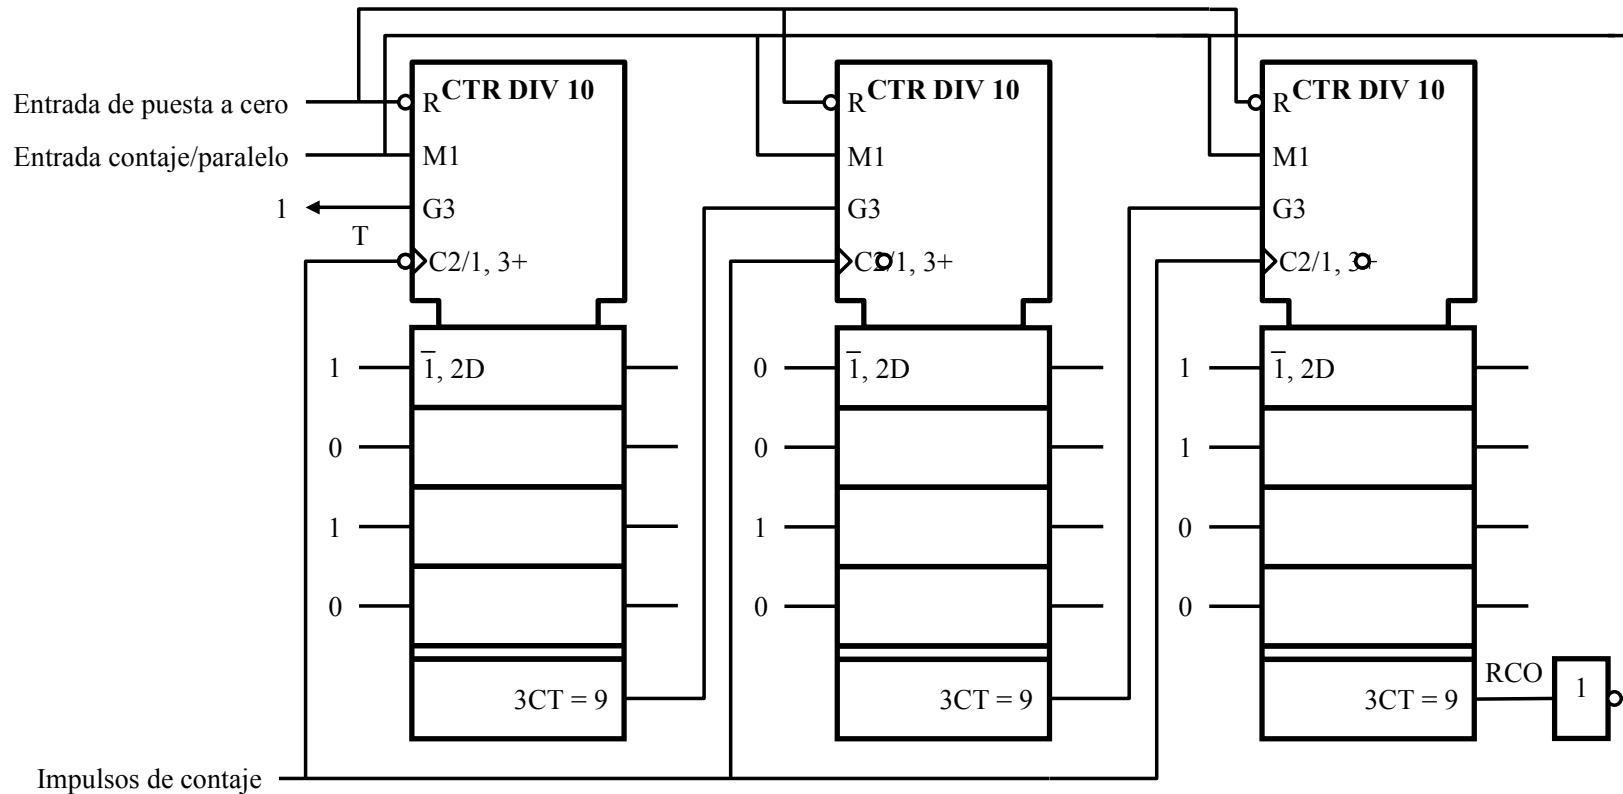 CTR DIV 10 CTR DIV 10 CTR DIV 10
Entrada de puesta a cero R R R
Entrada contaje/paralelo M1 M1 M1
1 G3 G3 G3
T
C2/1, 3+ C2/1, 3+ C2/1, 3+
1 1̅, 2D 0 1̅, 2D 1 1̅, 2D
0 0 1
1 1 0
0 0 0
RCO 1
3CT = 9 3CT = 9 3CT = 9
Impulsos de contaje